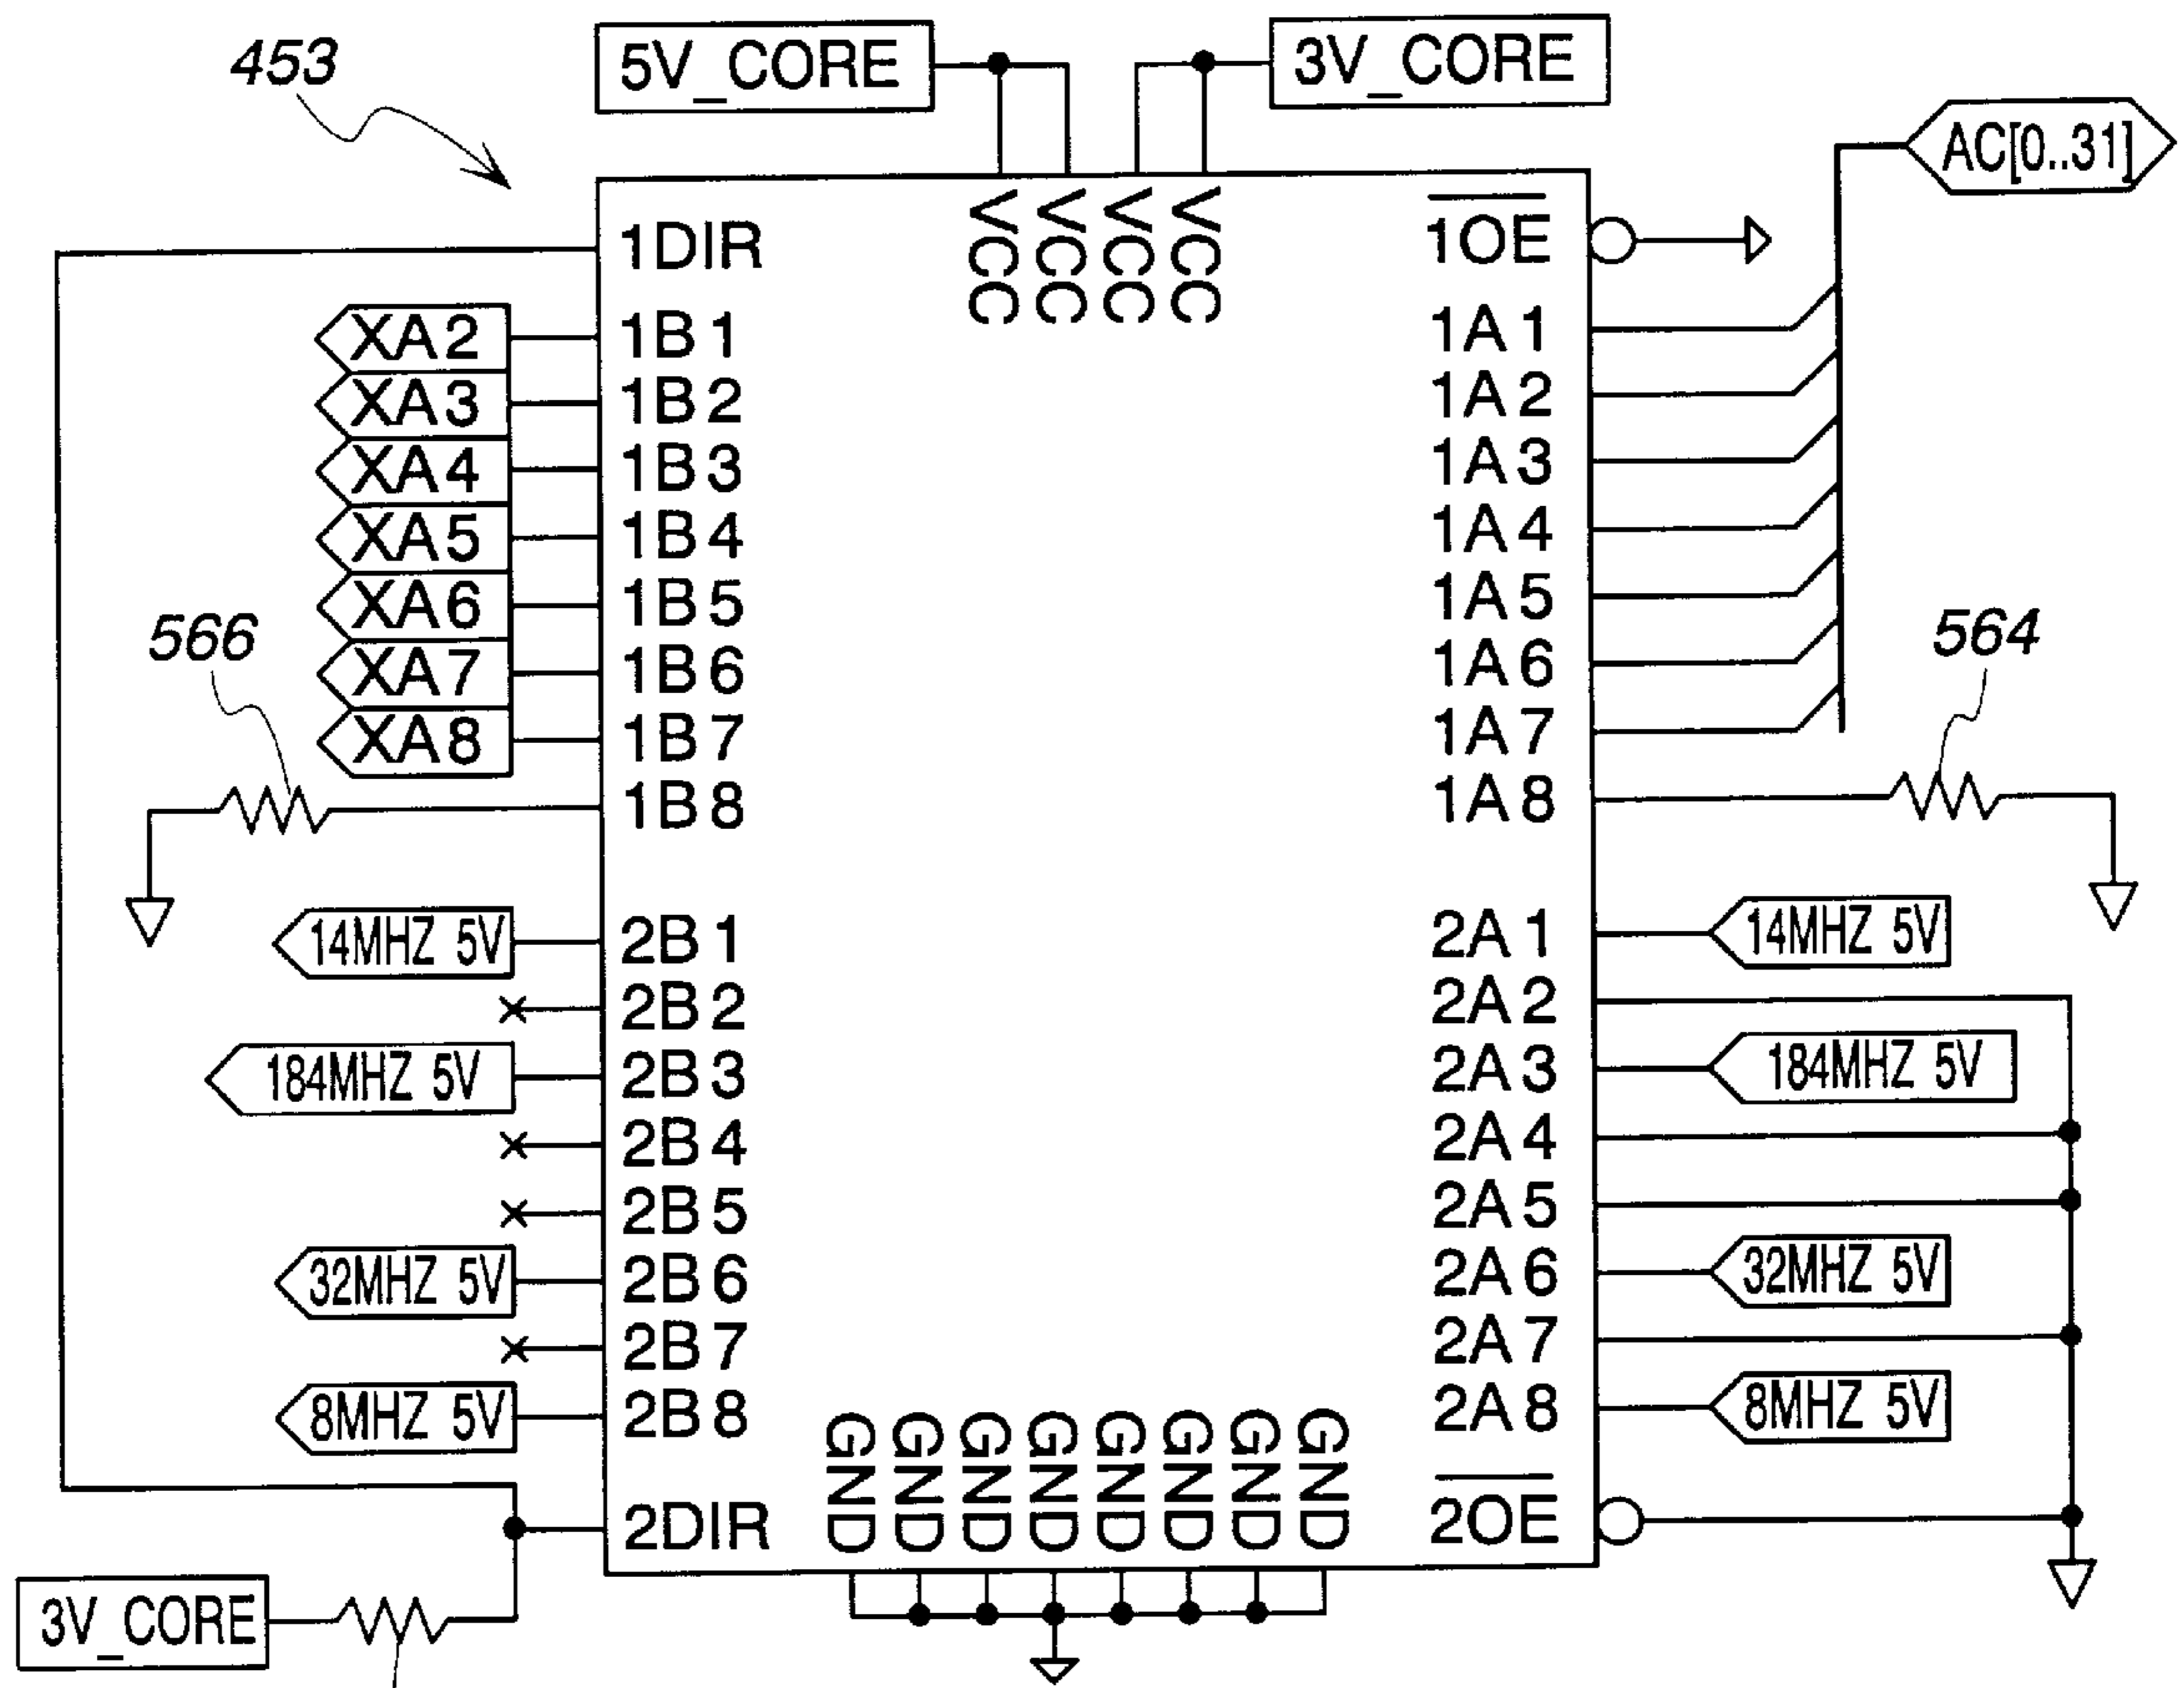 453
5V_CORE
3V_CORE
AC[0..31]
VCC VCC VCC VCC
1DIR
1OE
XA2 1B1
1A1
XA3 1B2
1A2
XA4 1B3
1A3
XA5 1B4
1A4
XA6 1B5
1A5
566
564
XA7 1B6
1A6
XA8 1B7
1A7
1B8
1A8
14MHZ 5V 2B1
2A1 14MHZ 5V
2B2
2A2
184MHZ 5V 2B3
2A3 184MHZ 5V
2B4
2A4
2B5
2A5
32MHZ 5V 2B6
2A6 32MHZ 5V
2B7
2A7
8MHZ 5V 2B8
2A8 8MHZ 5V
GND GND GND GND GND GND GND GND
2DIR
2OE
3V_CORE